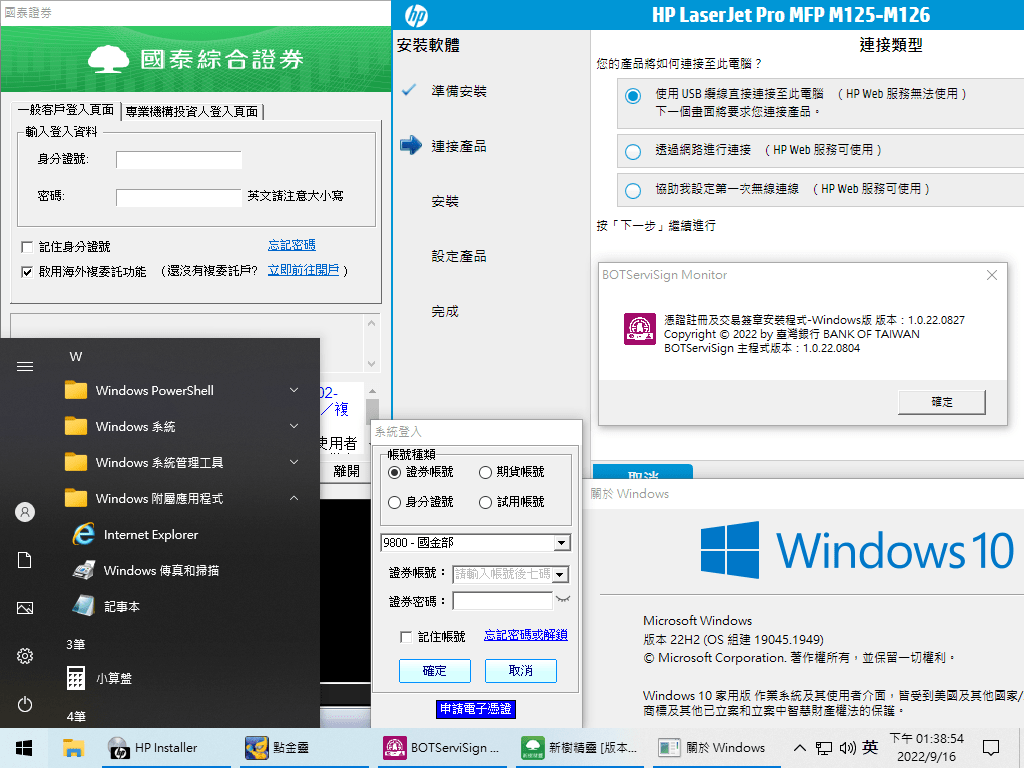 國泰證券
國泰綜合證券
一般客戶登入頁面
專業機構投資人登入頁面
輸入登入資料
身分證號:
密碼:
英文請注意大小寫
記住身分證號
忘記密碼
啟用海外複委託功能 (還沒有複委託戶? 立即前往開戶 )
02-
／複
使用者
離開
hp
HP LaserJet Pro MFP M125-M126
安裝軟體
準備安裝
連接產品
安裝
設定產品
完成
連接類型
您的產品將如何連接至此電腦？
使用 USB 纜線直接連接至此電腦 （HP Web 服務無法使用）
下一個畫面將要求您連接產品。
透過網路進行連接 （HP Web 服務可使用）
協助我設定第一次無線連線 （HP Web 服務可使用）
按「下一步」繼續進行
取消
BOTServiSign Monitor
憑證註冊及交易簽章安裝程式-Windows版 版本：1.0.22.0827
Copyright © 2022 by 臺灣銀行 BANK OF TAIWAN
BOTServiSign 主程式版本：1.0.22.0804
確定
W
Windows PowerShell
Windows 系統
Windows 系統管理工具
Windows 附屬應用程式
Internet Explorer
Windows 傳真和掃描
記事本
3筆
小算盤
4筆
系統登入
帳號種類
證券帳號
期貨帳號
身分證號
試用帳號
9800 - 國金部
證券帳號：
請輸入帳號後七碼
證券密碼：
記住帳號
忘記密碼或解鎖
確定
取消
申請電子憑證
關於 Windows
Windows 10
Microsoft Windows
版本 22H2 (OS 組建 19045.1949)
© Microsoft Corporation. 著作權所有，並保留一切權利。
Windows 10 家用版 作業系統及其使用者介面，皆受到美國及其他國家/
商標及其他已立案和立案中智慧財產權法的保護。
HP Installer
點金靈
BOTServiSign ...
新樹精靈 [版本...
關於 Windows
英
下午 01:38:54
2022/9/16